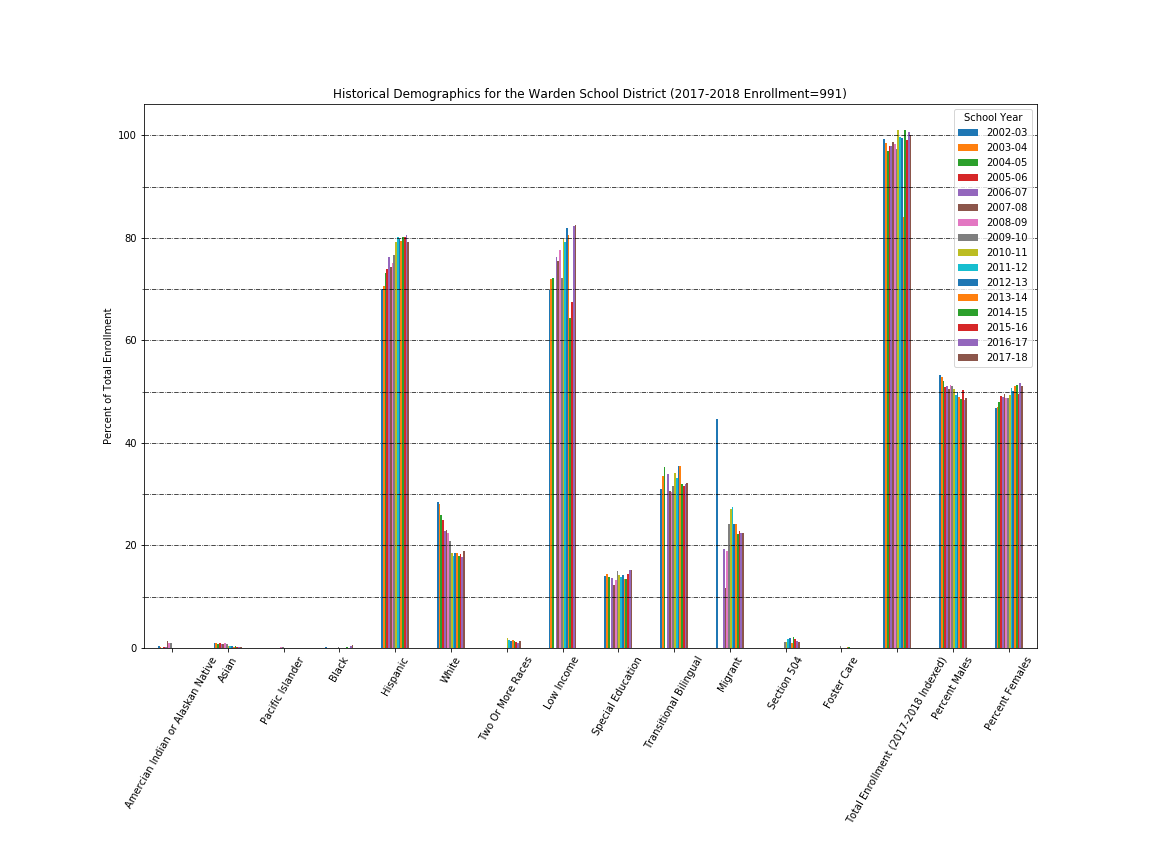 Historical Demographics for the Warden School District (2017-2018 Enrollment=991)
Percent of Total Enrollment
100
80
60
40
20
0
School Year
2002-03
2003-04
2004-05
2005-06
2006-07
2007-08
2008-09
2009-10
2010-11
2011-12
2012-13
2013-14
2014-15
2015-16
2016-17
2017-18
Amercian Indian or Alaskan Native
Asian
Pacific Islander
Black
Hispanic
White
Two Or More Races
Low Income
Special Education
Transitional Bilingual
Migrant
Section 504
Foster Care
Total Enrollment (2017-2018 Indexed)
Percent Males
Percent Females